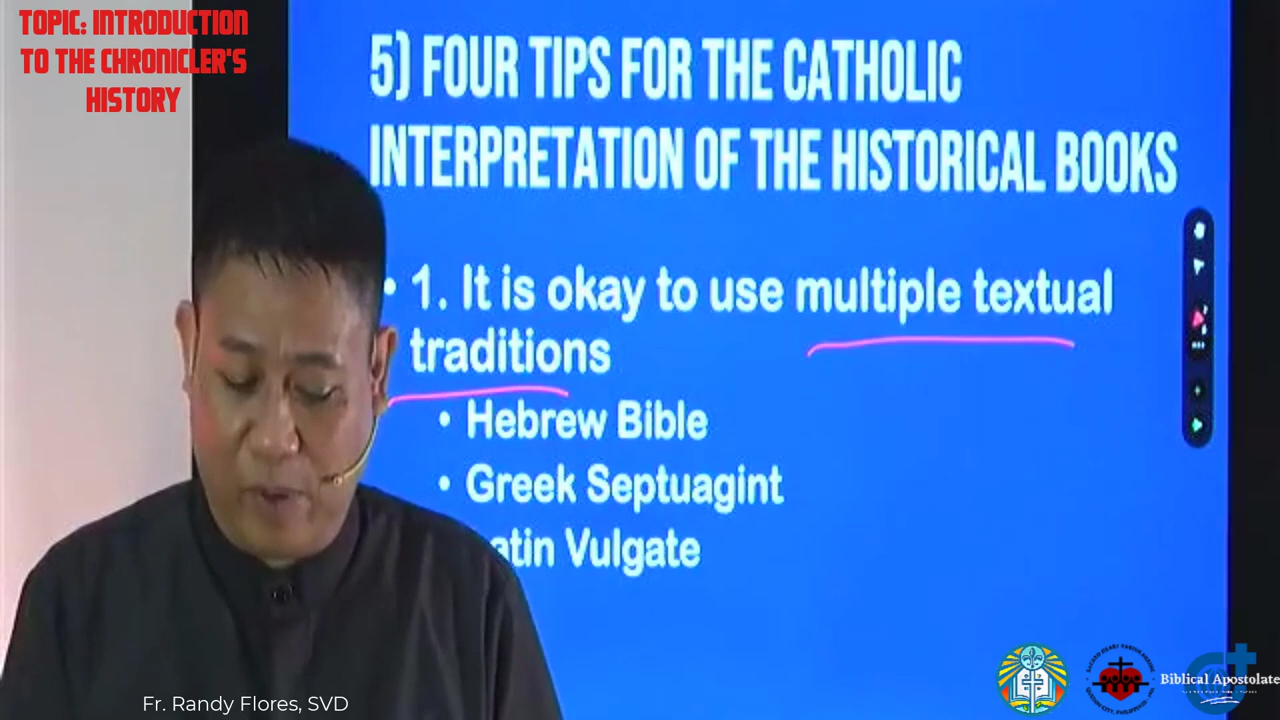 TOPIC: INTRODUCTION
TO THE CHRONICLER'S
HISTORY
5) FOUR TIPS FOR THE CATHOLIC
INTERPRETATION OF THE HISTORICAL BOOKS
• 1. It is okay to use multiple textual
traditions
• Hebrew Bible
• Greek Septuagint
atin Vulgate
Fr. Randy Flores, SVD
Biblical Apostolate